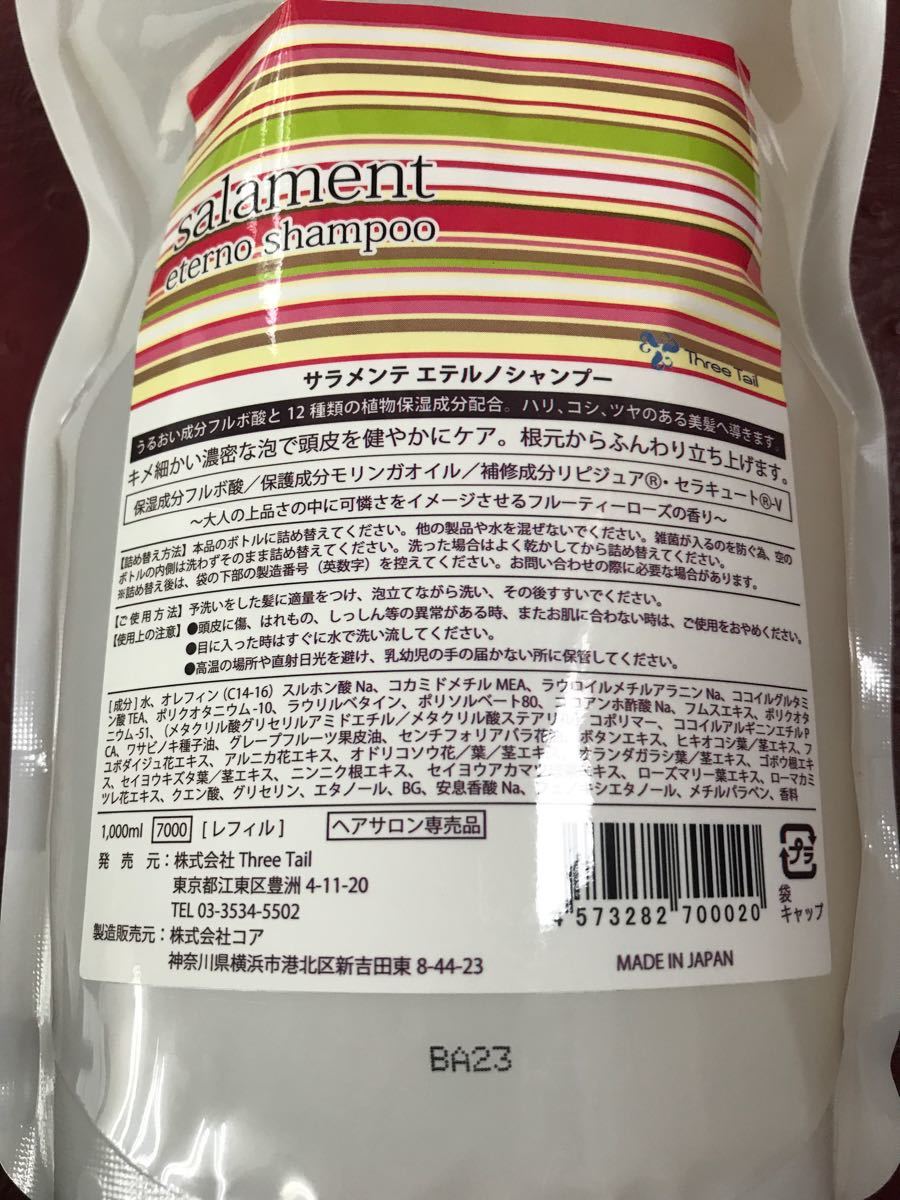 salament
eterno shampoo
Three Tail
サラメンテ エテルノシャンプー
うるおい成分フルボ酸と12種類の植物保湿成分配合。ハリ、コシ、ツヤのある美髪へ導きます。
キメ細かい濃密な泡で頭皮を健やかにケア。根元からふんわり立ち上げます。
保湿成分フルボ酸／保護成分モリンガオイル／補修成分リピジュア®・セラキュート®-V
～大人の上品さの中に可憐さをイメージさせるフルーティーローズの香り～
【詰め替え方法】本品のボトルに詰め替えてください。他の製品や水を混ぜないでください。雑菌が入るのを防ぐ為、空の
ボトルの内側は洗わずそのまま詰め替えてください。洗った場合はよく乾かしてから詰め替えてください。
※詰め替え後は、袋の下部の製造番号（英数字）を控えてください。お問い合わせの際に必要な場合があります。
【ご使用方法】予洗いをした髪に適量をつけ、泡立てながら洗い、その後すすいでください。
【使用上の注意】●頭皮に傷、はれもの、しっしん等の異常がある時、またお肌に合わない時は、ご使用をおやめください。
●目に入った時はすぐに水で洗い流してください。
●高温の場所や直射日光を避け、乳幼児の手の届かない所に保管してください。
[成分]水、オレフィン（C14-16）スルホン酸Na、コカミドメチルMEA、ラウロイルメチルアラニンNa、ココイルグルタミ
ン酸TEA、ポリクオタニウム-10、ラウリルベタイン、ポリソルベート80、ココアンホ酢酸Na、フムスエキス、ポリクオタ
ニウム-51、（メタクリル酸グリセリルアミドエチル／メタクリル酸ステアリル）コポリマー、ココイルアルギニンエチルP
CA、ワサビノキ種子油、グレープフルーツ果皮油、センチフォリアバラ花油、ボタンエキス、ヒキオコシ葉/茎エキス、フ
ユボダイジュ花エキス、アルニカ花エキス、オドリコソウ花／葉／茎エキス、オランダガラシ葉/茎エキス、ゴボウ根エキ
ス、セイヨウキズタ葉／茎エキス、ニンニク根エキス、セイヨウアカマツ球果エキス、ローズマリー葉エキス、ローマカミ
ツレ花エキス、クエン酸、グリセリン、エタノール、BG、安息香酸Na、フェノキシエタノール、メチルパラベン、香料
1,000ml 7000 [レフィル] ヘアサロン専売品
発 売 元：株式会社 Three Tail
東京都江東区豊洲 4-11-20
TEL 03-3534-5502
製造販売元：株式会社コア
神奈川県横浜市港北区新吉田東 8-44-23
4 573282 700020
MADE IN JAPAN
プラ
袋
キャップ
BA23